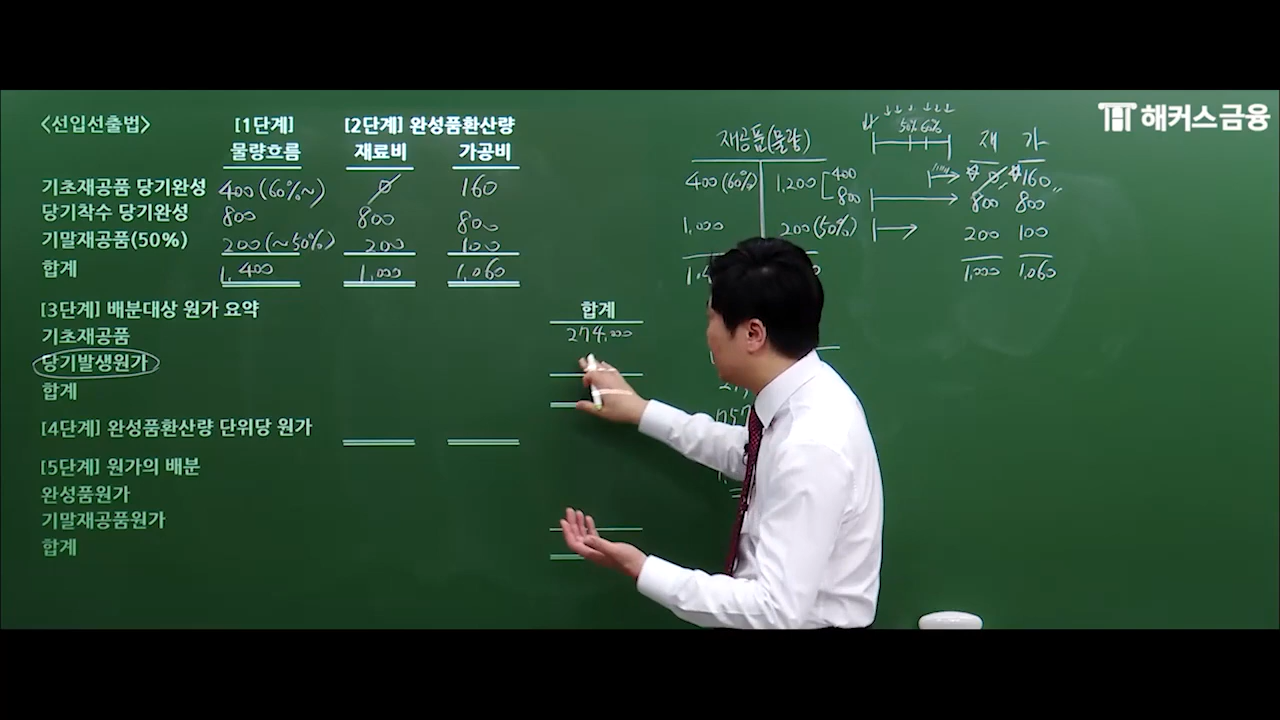 해커스금융
<선입선출법>
[1단계] [2단계] 완성품환산량
물량흐름 재료비 가공비
기초재공품 당기완성 400(60%~) 0 160
당기착수 당기완성 800 800 800
기말재공품(50%) 200(~50%) 200 100
합계 1,400 1,000 1,060
[3단계] 배분대상 원가 요약 합계
기초재공품 274,000
당기발생원가
합계
[4단계] 완성품환산량 단위당 원가
[5단계] 원가의 배분
완성품원가
기말재공품원가
합계
재공품(물량)
400(60%) 1,200 400
800
1,000 200(50%)
50% 60%
재 가
0 160
800 800
200 100
1,000 1,060